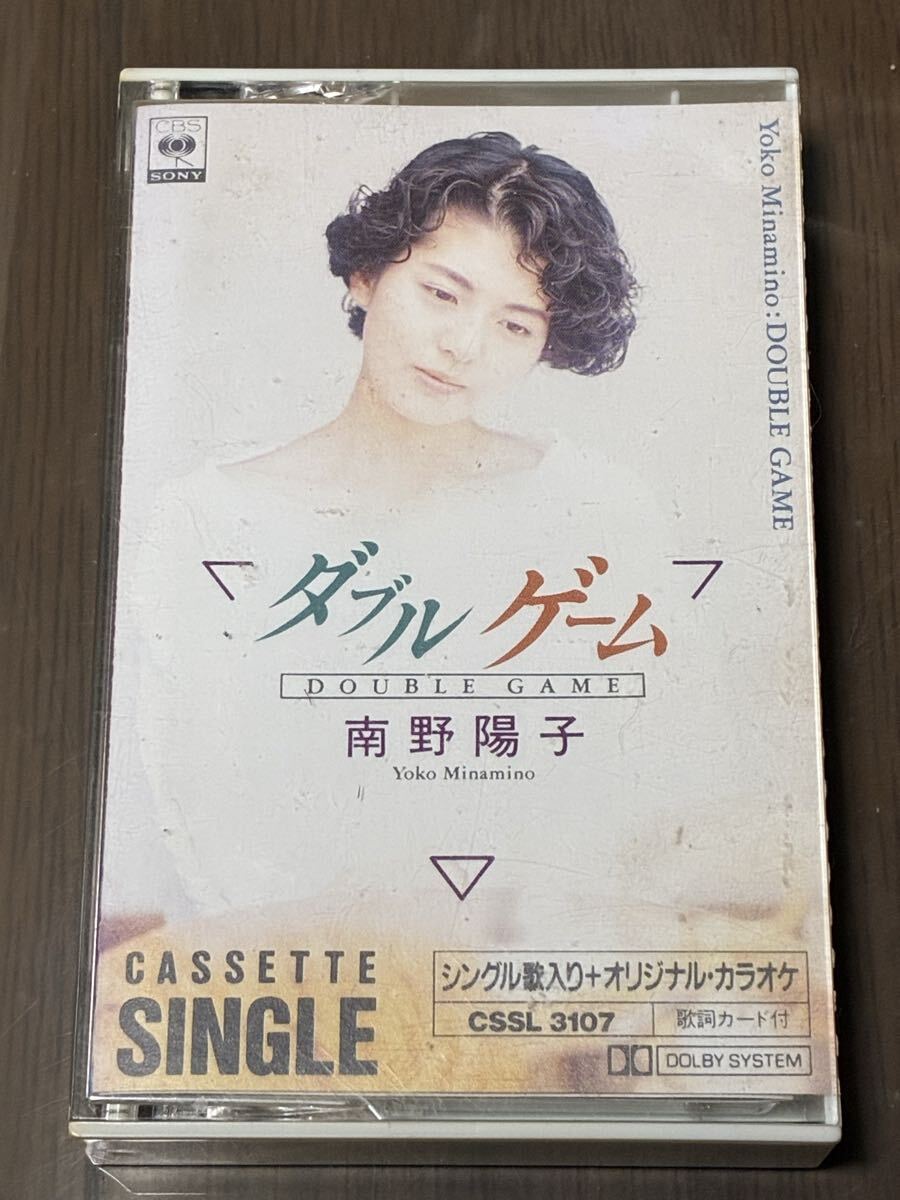 CBS
SONY
Yoko Minamino:DOUBLE GAME
ダブル ゲーム
DOUBLE GAME
南野陽子
Yoko Minamino
CASSETTE
SINGLE
シングル歌入り+オリジナル・カラオケ
CSSL 3107
歌詞カード付
DOLBY SYSTEM